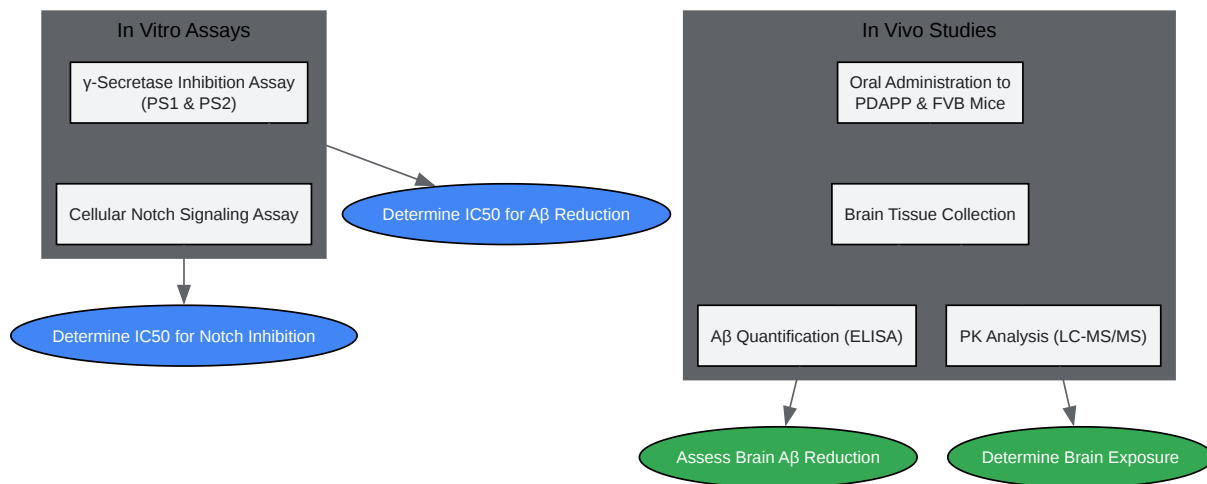 In Vitro Assays
γ-Secretase Inhibition Assay
(PS1 & PS2)
Cellular Notch Signaling Assay
Determine IC50 for Aβ Reduction
Determine IC50 for Notch Inhibition
In Vivo Studies
Oral Administration to
PDAPP & FVB Mice
Brain Tissue Collection
Aβ Quantification (ELISA)
PK Analysis (LC-MS/MS)
Assess Brain Aβ Reduction
Determine Brain Exposure